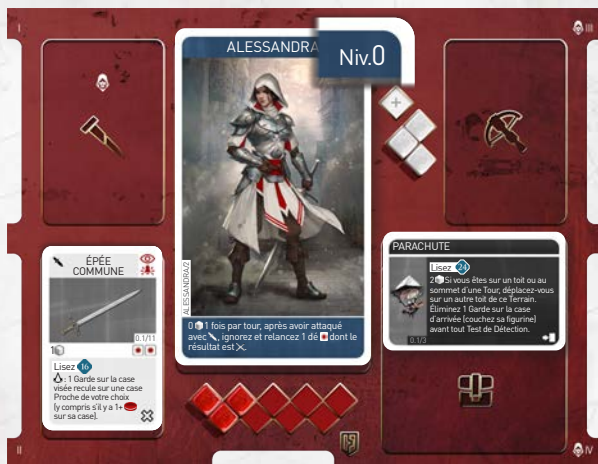 I
III
ALESSANDRA
Niv.0
ALESSANDRA/2
0 1 fois par tour, après avoir attaqué
avec , ignorez et relancez 1 dé dont le
résultat est .
ÉPÉE
COMMUNE
0.1/11
1
Lisez 16
: 1 Garde sur la case
visée recule sur une case
Proche de votre choix
(y compris s'il y a 1+
sur sa case).
PARACHUTE
Lisez 24
2 Si vous êtes sur un toit ou au
sommet d'une Tour, déplacez-vous
sur un autre toit de ce Terrain.
Éliminez 1 Garde sur la case
d'arrivée (couchez sa figurine)
avant tout Test de Détection.
0.1/3
II
IV